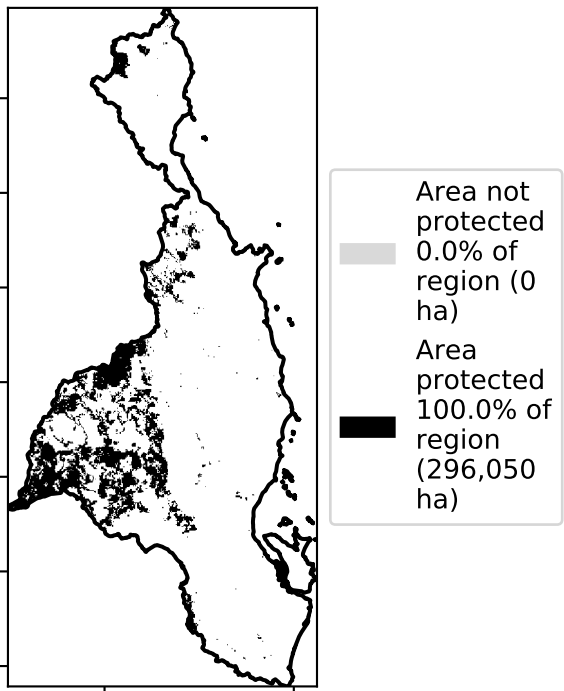 Area not
protected
0.0% of
region (0
ha)
Area
protected
100.0% of
region
(296,050
ha)